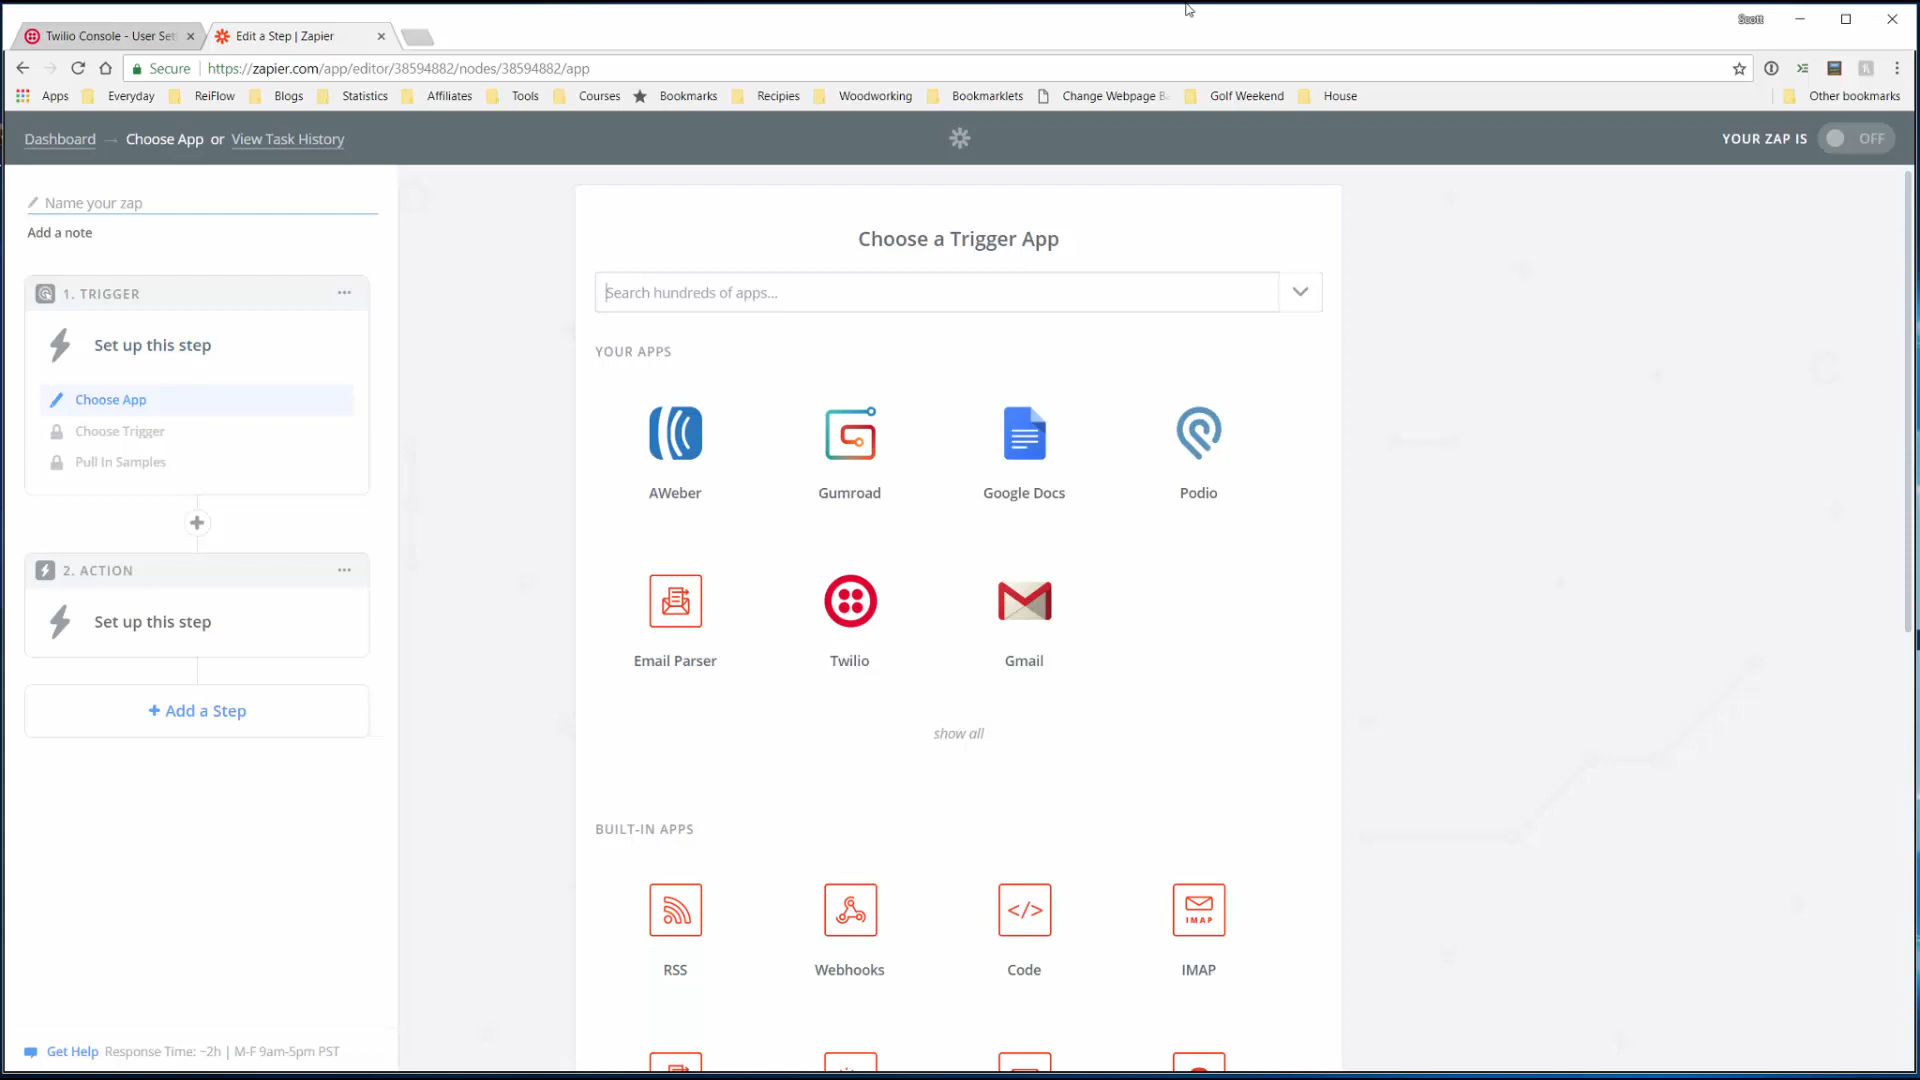 Scott
Twilio Console - User Set
Edit a Step | Zapier
Secure
https://zapier.com/app/editor/38594882/nodes/38594882/app
Apps
Everyday
ReiFlow
Blogs
Statistics
Affiliates
Tools
Courses
Bookmarks
Recipies
Woodworking
Bookmarklets
Change Webpage Ba
Golf Weekend
House
Other bookmarks
Dashboard → Choose App or View Task History
YOUR ZAP IS
OFF
Name your zap
Add a note
1. TRIGGER
Set up this step
Choose App
Choose Trigger
Pull In Samples
2. ACTION
Set up this step
+ Add a Step
Get Help Response Time: ~2h | M-F 9am-5pm PST
Choose a Trigger App
Search hundreds of apps...
YOUR APPS
AWeber
Gumroad
Google Docs
Podio
Email Parser
Twilio
Gmail
show all
BUILT-IN APPS
IMAP
RSS
Webhooks
Code
IMAP